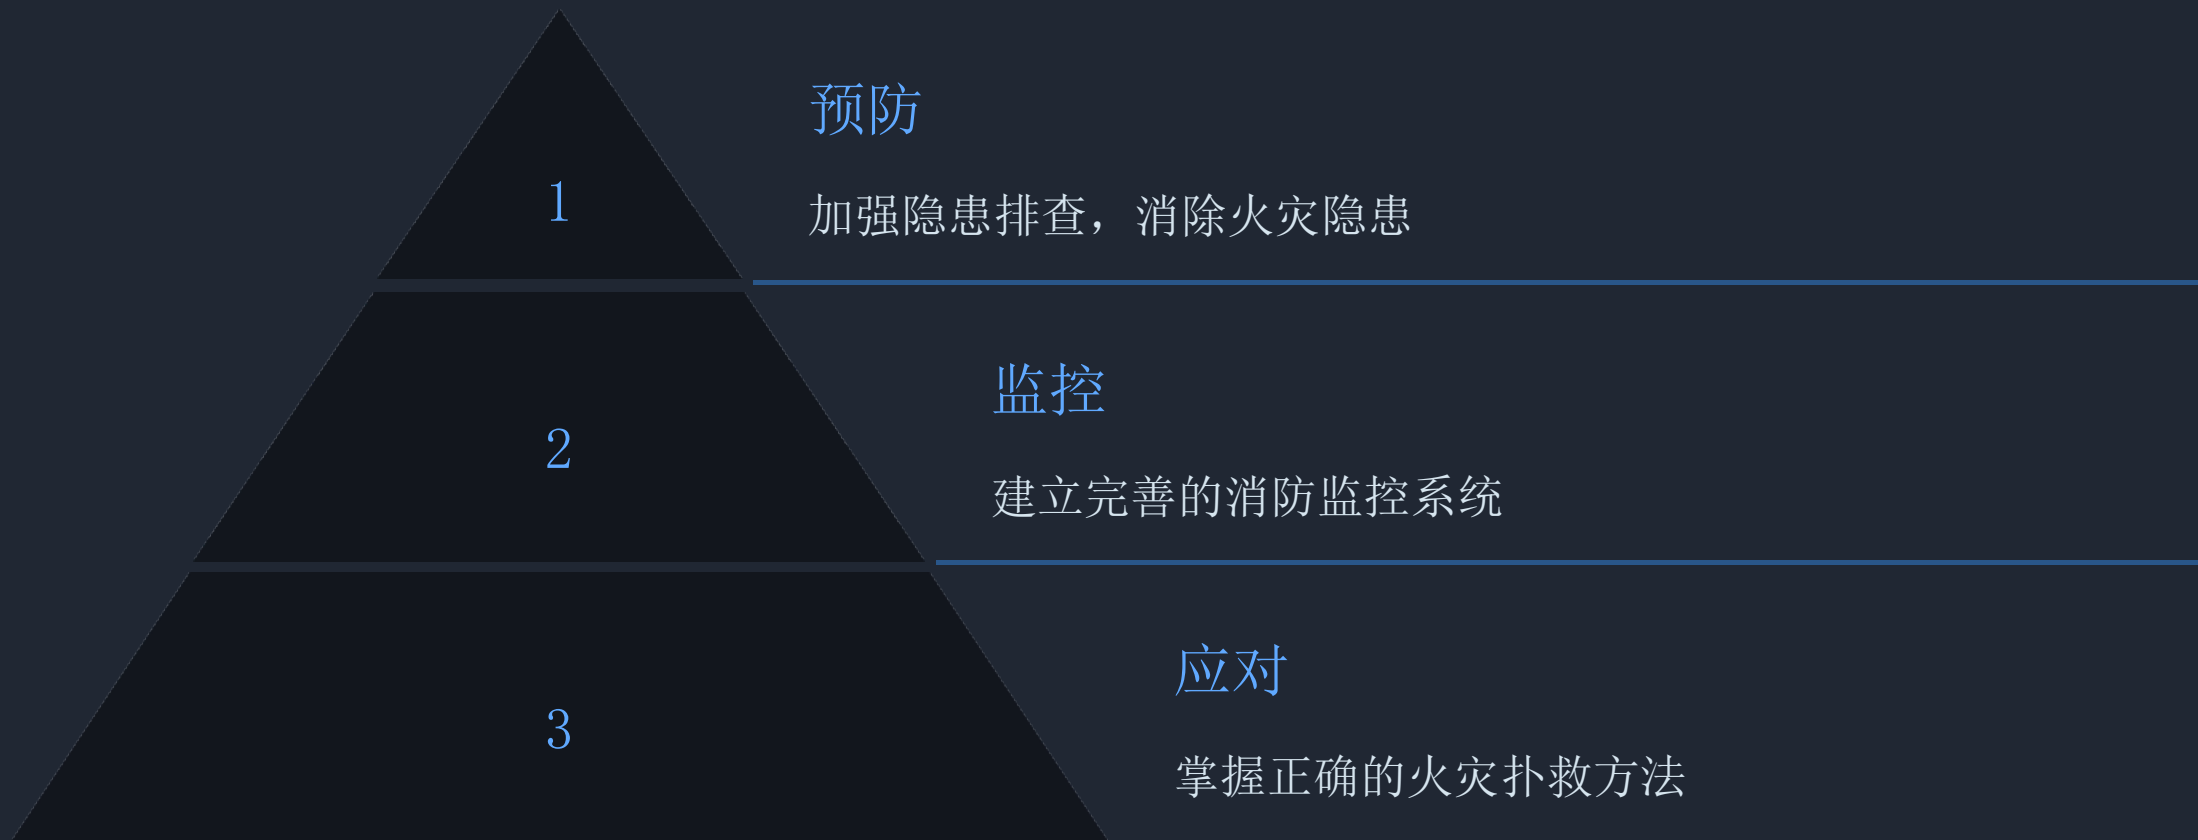 预防
1
加强隐患排查，消除火灾隐患
监控
2
建立完善的消防监控系统
应对
3
掌握正确的火灾扑救方法